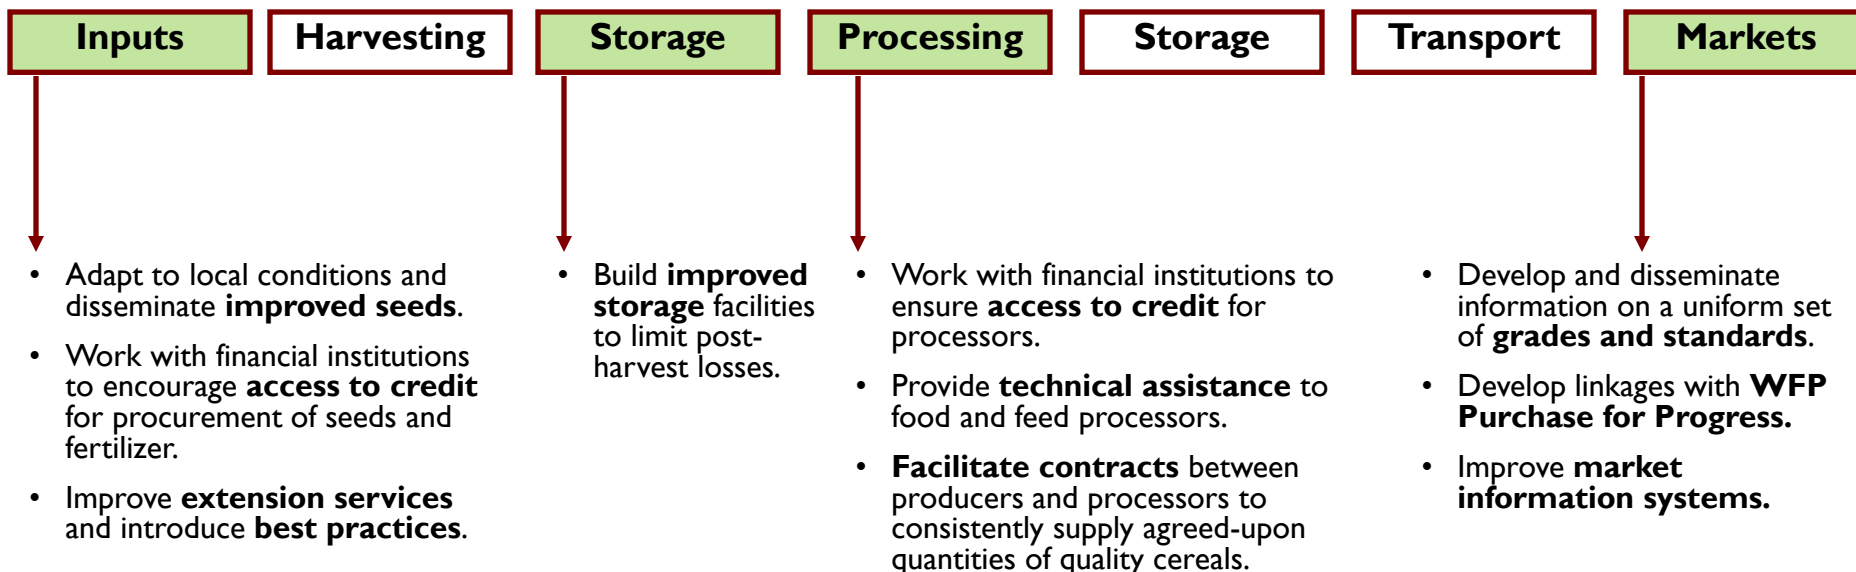 Inputs
Harvesting
Storage
Processing
Storage
Transport
Markets
• Adapt to local conditions and
disseminate improved seeds.
• Work with financial institutions
to encourage access to credit
for procurement of seeds and
fertilizer.
• Improve extension services
and introduce best practices.
• Build improved
storage facilities
to limit post-
harvest losses.
• Work with financial institutions to
ensure access to credit for
processors.
• Provide technical assistance to
food and feed processors.
• Facilitate contracts between
producers and processors to
consistently supply agreed-upon
quantities of quality cereals.
• Develop and disseminate
information on a uniform set
of grades and standards.
• Develop linkages with WFP
Purchase for Progress.
• Improve market
information systems.